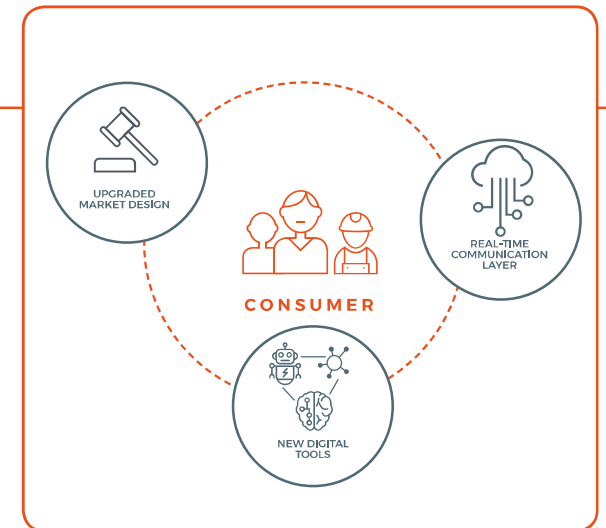 UPGRADED
MARKET DESIGN
REAL-TIME
COMMUNICATION
LAYER
CONSUMER
NEW DIGITAL
TOOLS